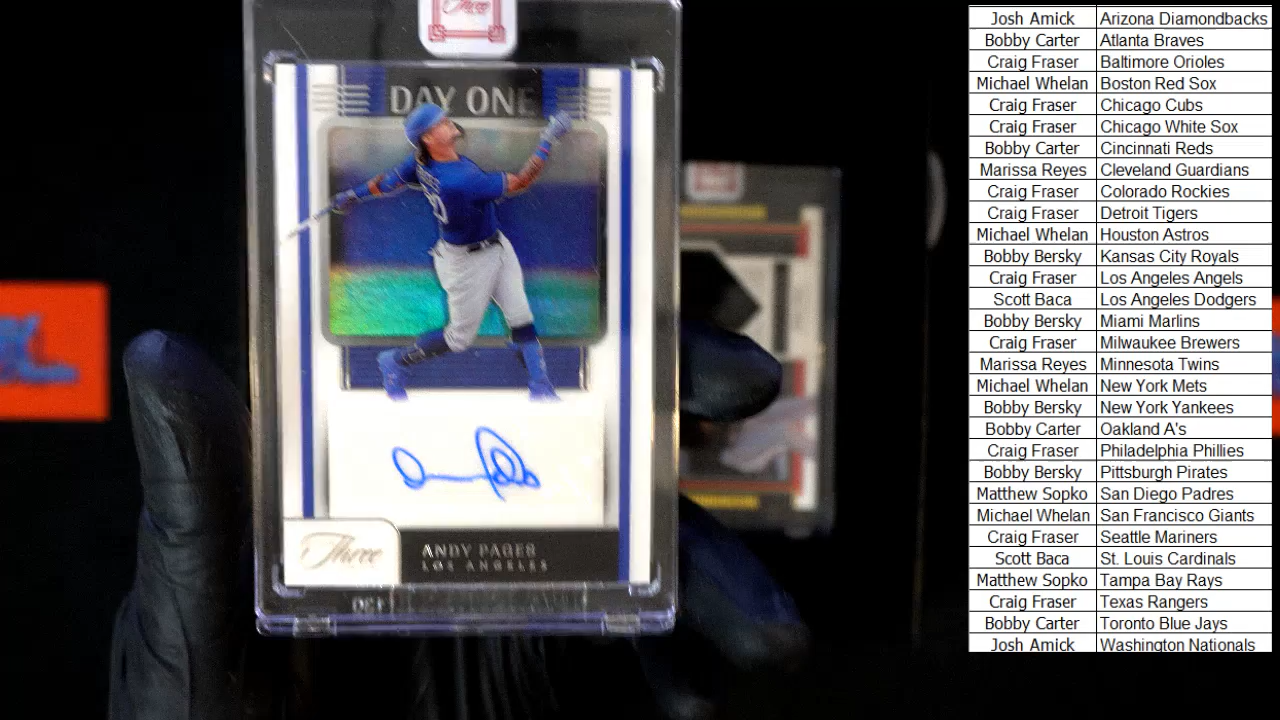 Three
DAY ONE
Three
ANDY PAGES
LOS ANGELES
Josh Amick Arizona Diamondbacks
Bobby Carter Atlanta Braves
Craig Fraser Baltimore Orioles
Michael Whelan Boston Red Sox
Craig Fraser Chicago Cubs
Craig Fraser Chicago White Sox
Bobby Carter Cincinnati Reds
Marissa Reyes Cleveland Guardians
Craig Fraser Colorado Rockies
Craig Fraser Detroit Tigers
Michael Whelan Houston Astros
Bobby Bersky Kansas City Royals
Craig Fraser Los Angeles Angels
Scott Baca Los Angeles Dodgers
Bobby Bersky Miami Marlins
Craig Fraser Milwaukee Brewers
Marissa Reyes Minnesota Twins
Michael Whelan New York Mets
Bobby Bersky New York Yankees
Bobby Carter Oakland A's
Craig Fraser Philadelphia Phillies
Bobby Bersky Pittsburgh Pirates
Matthew Sopko San Diego Padres
Michael Whelan San Francisco Giants
Craig Fraser Seattle Mariners
Scott Baca St. Louis Cardinals
Matthew Sopko Tampa Bay Rays
Craig Fraser Texas Rangers
Bobby Carter Toronto Blue Jays
Josh Amick Washington Nationals